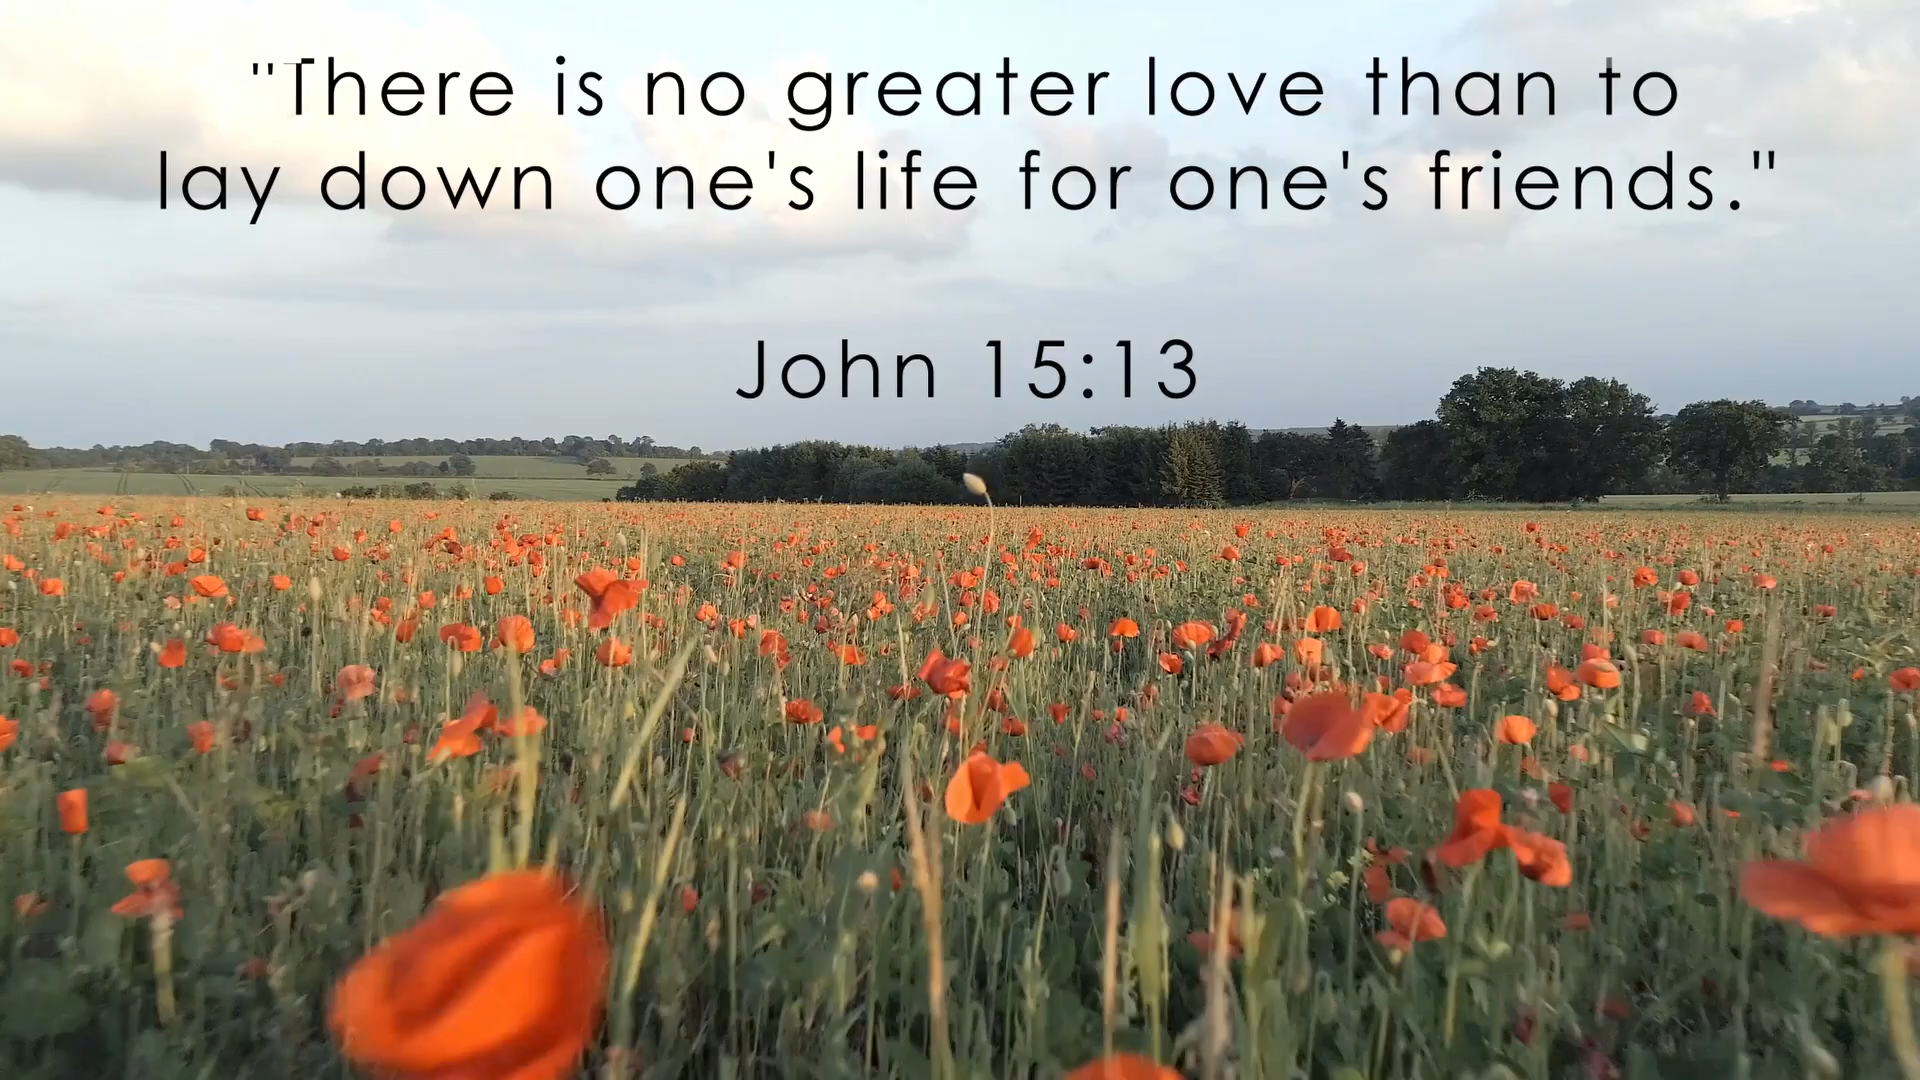 "There is no greater love than to
lay down one's life for one's friends."
John 15:13